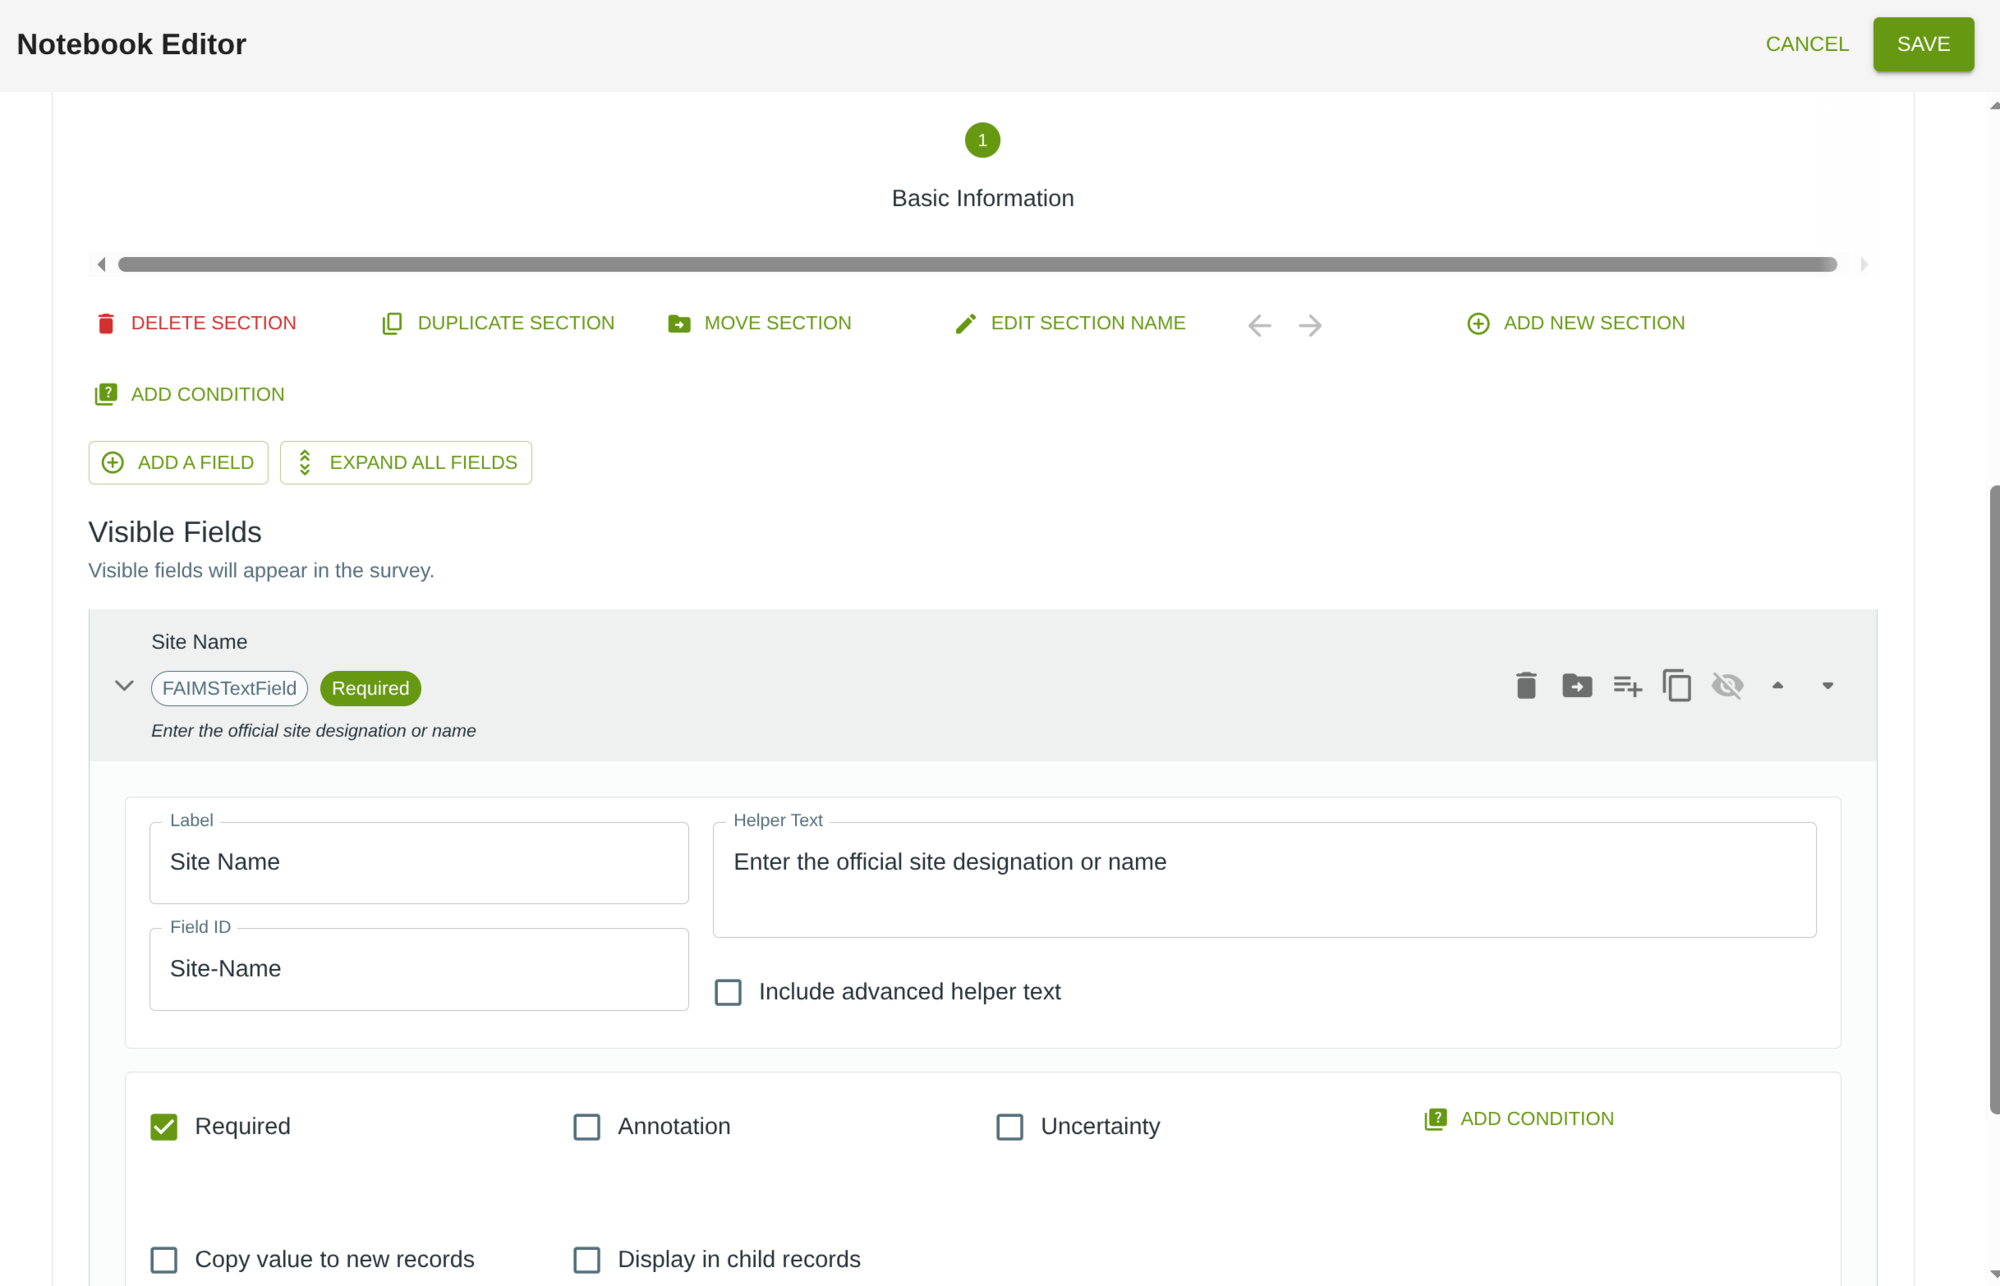 Notebook Editor
CANCEL
SAVE
1
Basic Information
DELETE SECTION
DUPLICATE SECTION
MOVE SECTION
EDIT SECTION NAME
ADD NEW SECTION
ADD CONDITION
ADD A FIELD
EXPAND ALL FIELDS
Visible Fields
Visible fields will appear in the survey.
Site Name
FAIMSTextField
Required
Enter the official site designation or name
Label
Site Name
Helper Text
Enter the official site designation or name
Field ID
Site-Name
Include advanced helper text
Required
Annotation
Uncertainty
ADD CONDITION
Copy value to new records
Display in child records